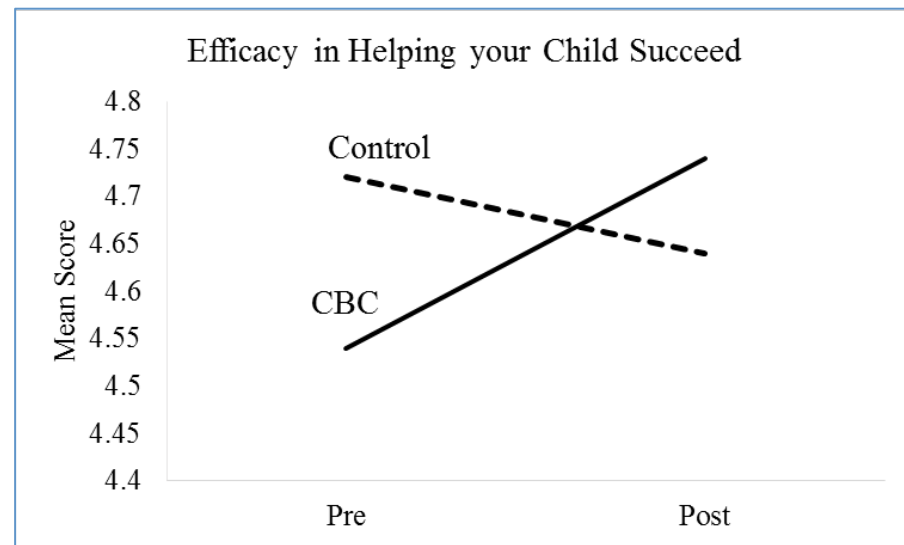 Efficacy in Helping your Child Succeed
Mean Score
4.8
4.75
4.7
4.65
4.6
4.55
4.5
4.45
4.4
Control
CBC
Pre
Post